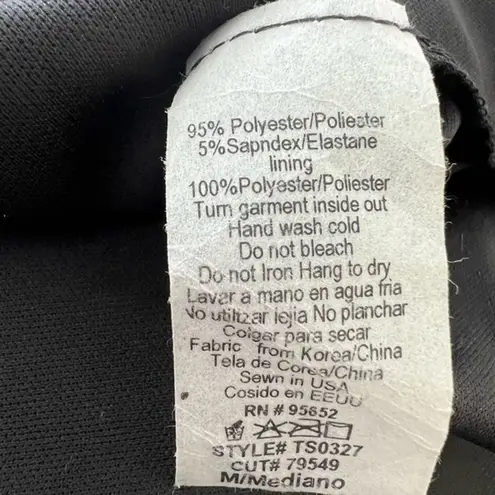 95% Polyester/Poliester
5%Sapndex/Elastane
lining
100%Polyester/Poliester
Turn garment inside out
Hand wash cold
Do not bleach
Do not Iron Hang to dry
Lavar a mano en agua fria
No utilizar lejia No planchar
Colgar para secar
Fabric from Korea/China
Tela de Corea/China
Sewn in USA
Cosido en EEUU
RN # 95652
STYLE# TS0327
CUT# 79549
M/Mediano